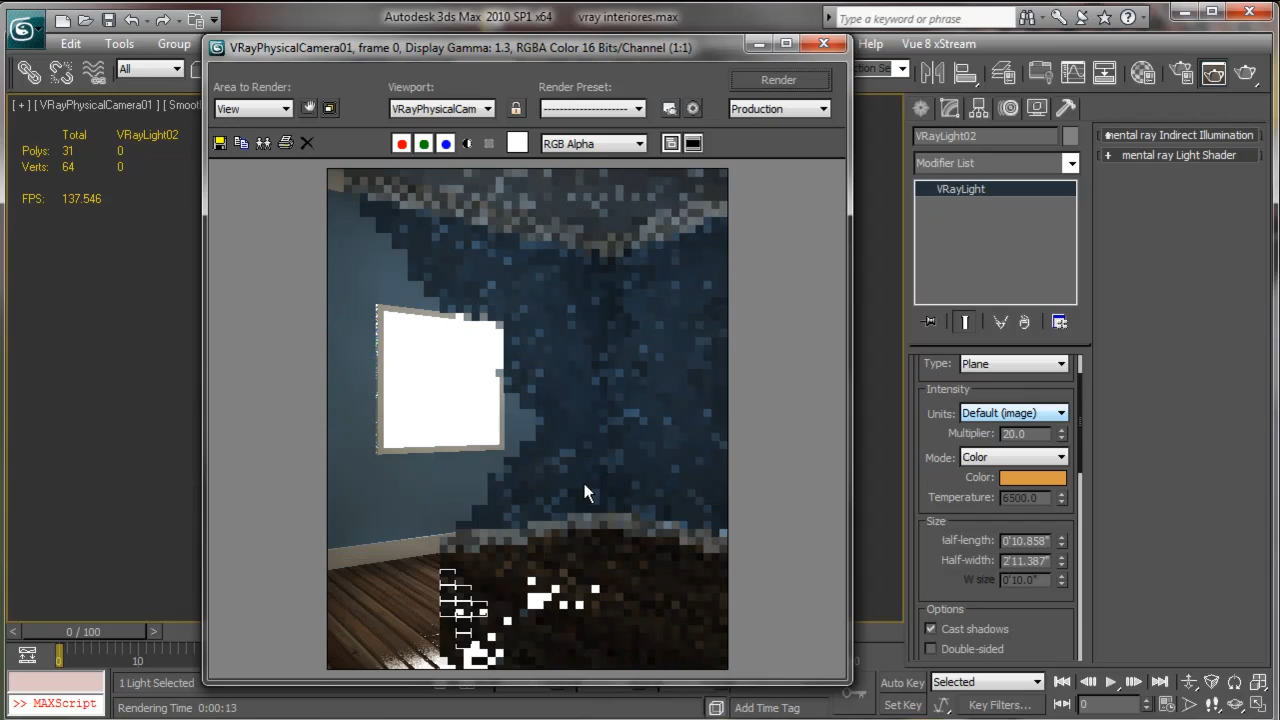 Autodesk 3ds Max 2010 SP1 x64 vray interiores.max
Type a keyword or phrase
Edit Tools Group Help Vue 8 xStream
VRayPhysicalCamera01, frame 0, Display Gamma: 1.3, RGBA Color 16 Bits/Channel (1:1)
All
Area to Render:
View
Viewport:
VRayPhysicalCam
Render Preset:
Render
Production
RGB Alpha
[ + ] [ VRayPhysicalCamera01 ] [ Smoot
Total VRayLight02
Polys: 31 0
Verts: 64 0
FPS: 137.546
VRayLight02
Modifier List
VRayLight
mental ray Indirect Illumination
+ mental ray Light Shader
Type: Plane
Intensity
Units: Default (image)
Multiplier: 20.0
Mode: Color
Color:
Temperature: 6500.0
Size
Half-length: 0'10.858"
Half-width: 2'11.387"
W size 0'10.0"
Options
Cast shadows
Double-sided
< 0 / 100 >
0 10
1 Light Selected
>> MAXScript
Rendering Time 0:00:13
Add Time Tag
Auto Key Selected
Set Key Key Filters... 0